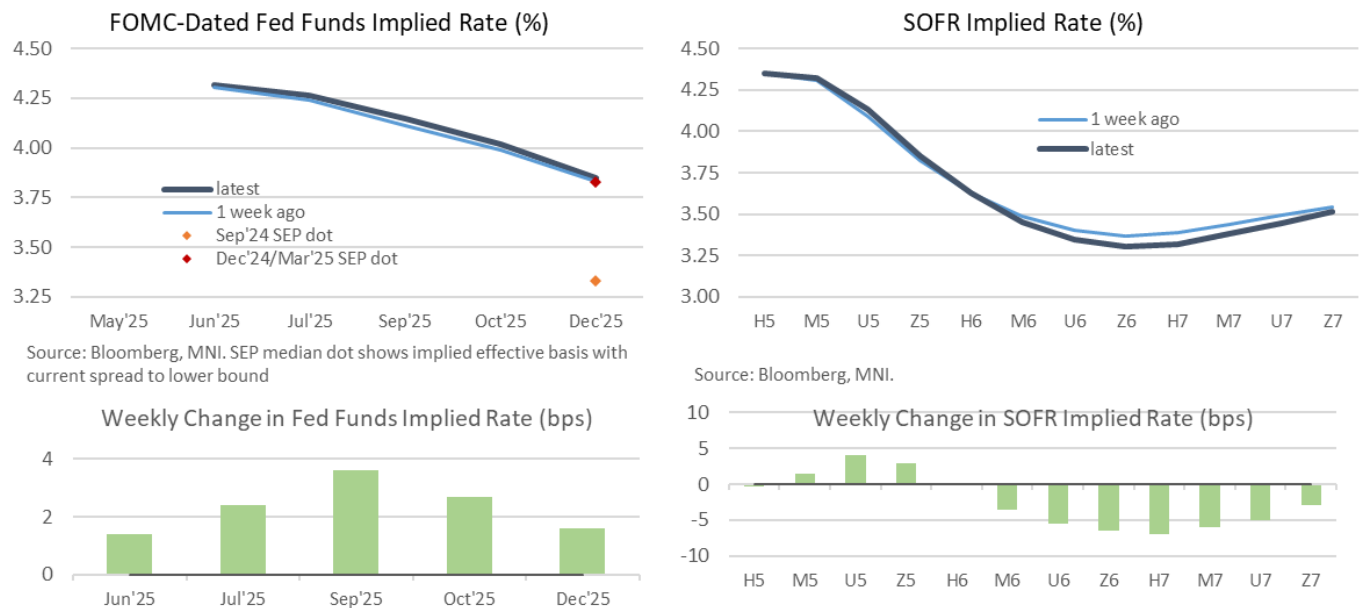 FOMC-Dated Fed Funds Implied Rate (%)
4.50
4.25
4.00
3.75
3.50
3.25
latest
1 week ago
Sep'24 SEP dot
Dec'24/Mar'25 SEP dot
May'25 Jun'25 Jul'25 Sep'25 Oct'25 Dec'25
Source: Bloomberg, MNI. SEP median dot shows implied effective basis with
current spread to lower bound
SOFR Implied Rate (%)
4.50
4.25
4.00
3.75
3.50
3.25
3.00
1 week ago
latest
H5 M5 U5 Z5 H6 M6 U6 Z6 H7 M7 U7 Z7
Source: Bloomberg, MNI.
Weekly Change in Fed Funds Implied Rate (bps)
4
2
0
Jun'25 Jul'25 Sep'25 Oct'25 Dec'25
Weekly Change in SOFR Implied Rate (bps)
10
5
0
-5
-10
H5 M5 U5 Z5 H6 M6 U6 Z6 H7 M7 U7 Z7